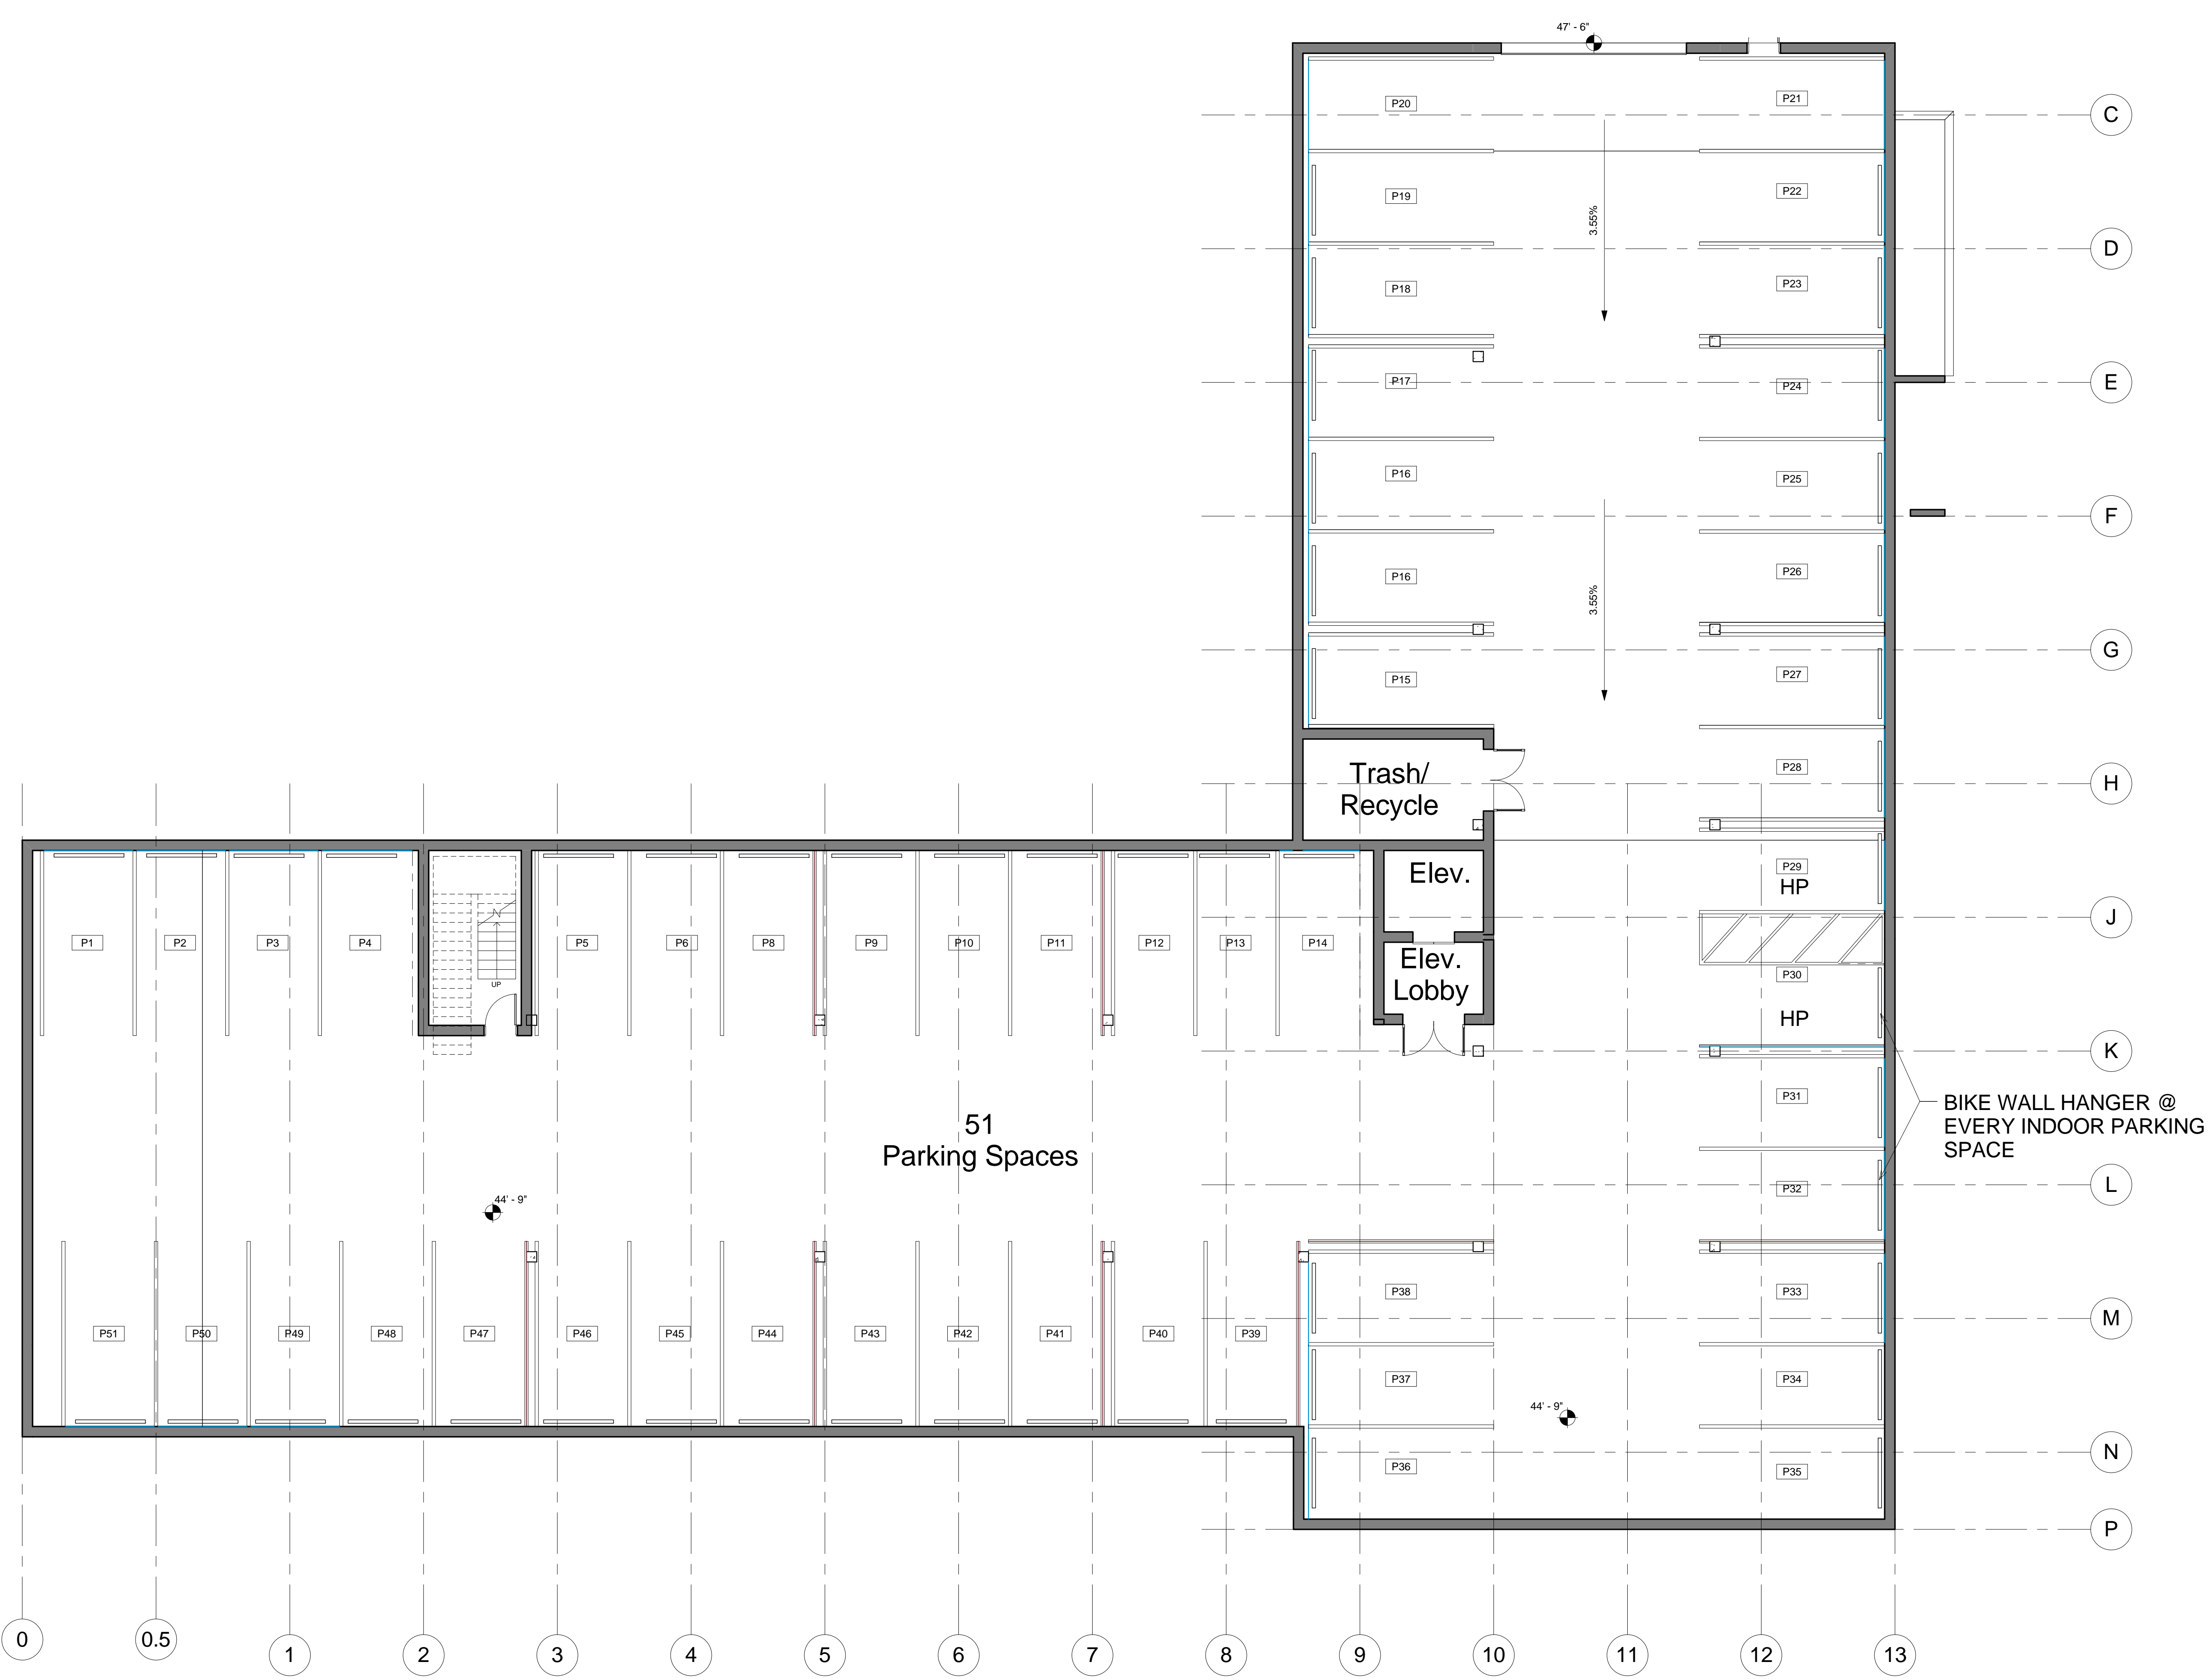 47' - 6"
P20
P21
C
P19
P22
3.55%
D
P18
P23
P17
P24
E
P16
P25
F
P16
P26
3.55%
G
P15
P27
Trash/
Recycle
P28
H
P29
HP
Elev.
J
P1
P2
P3
P4
UP
P5
P6
P8
P9
P10
P11
P12
P13
P14
Elev.
Lobby
P30
HP
K
P31
BIKE WALL HANGER @
EVERY INDOOR PARKING
SPACE
51
Parking Spaces
P32
L
44' - 9"
P38
P33
M
P51
P50
P49
P48
P47
P46
P45
P44
P43
P42
P41
P40
P39
P37
P34
44' - 9"
P36
P35
N
P
0
0.5
1
2
3
4
5
6
7
8
9
10
11
12
13